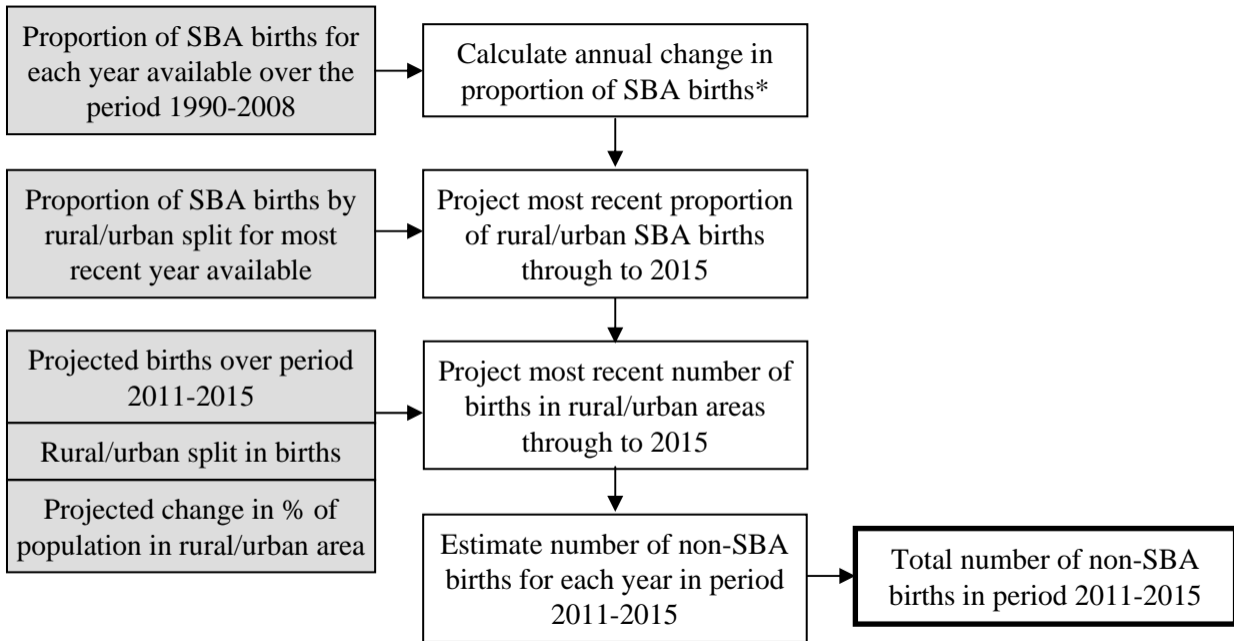 Proportion of SBA births for
each year available over the
period 1990-2008
Calculate annual change in
proportion of SBA births*
Proportion of SBA births by
rural/urban split for most
recent year available
Project most recent proportion
of rural/urban SBA births
through to 2015
Projected births over period
2011-2015
Rural/urban split in births
Projected change in % of
population in rural/urban area
Project most recent number of
births in rural/urban areas
through to 2015
Estimate number of non-SBA
births for each year in period
2011-2015
Total number of non-SBA
births in period 2011-2015